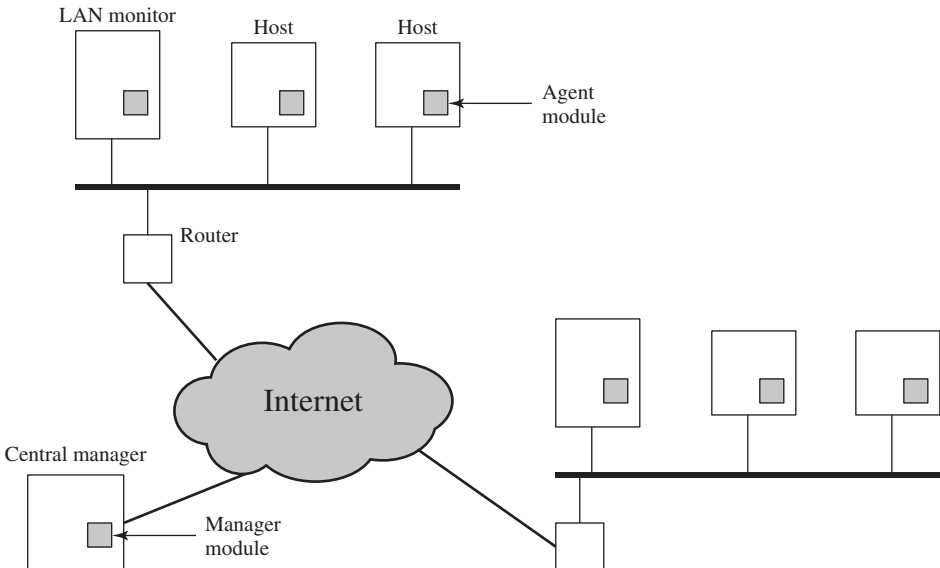 LAN monitor
Host
Host
Agent
module
Router
Internet
Central manager
Manager
module